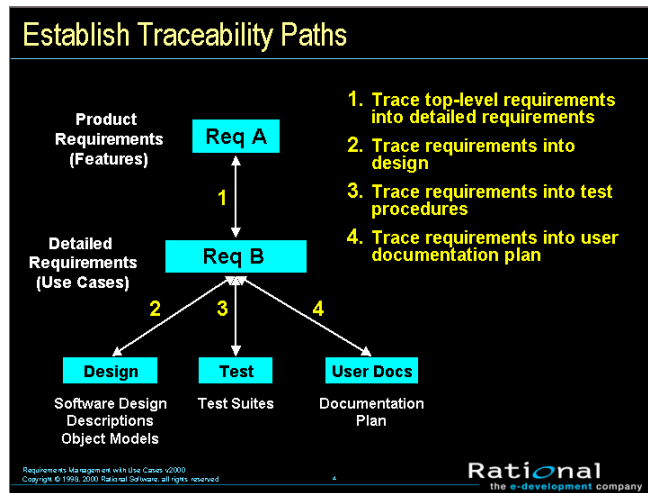 Establish Traceability Paths
Product
Requirements
(Features)
Req A
1
Detailed
Requirements
(Use Cases)
Req B
2
3
4
Design
Test
User Docs
Software Design
Descriptions
Object Models
Test Suites
Documentation
Plan
1. Trace top-level requirements
into detailed requirements
2. Trace requirements into
design
3. Trace requirements into test
procedures
4. Trace requirements into user
documentation plan
Requirements Management with Use Cases v2000
Copyright © 1998, 2000 Rational Software, all rights reserved
4
Rational
the e-development company